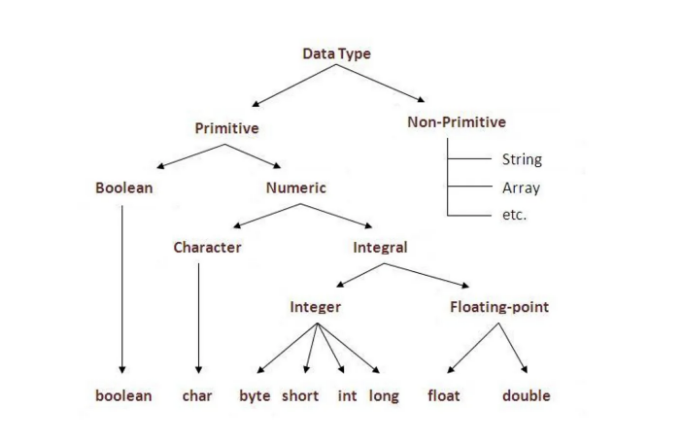 Data Type
Primitive
Non-Primitive
String
Boolean
Numeric
Array
etc.
Character
Integral
Integer
Floating-point
boolean char byte short int long float double